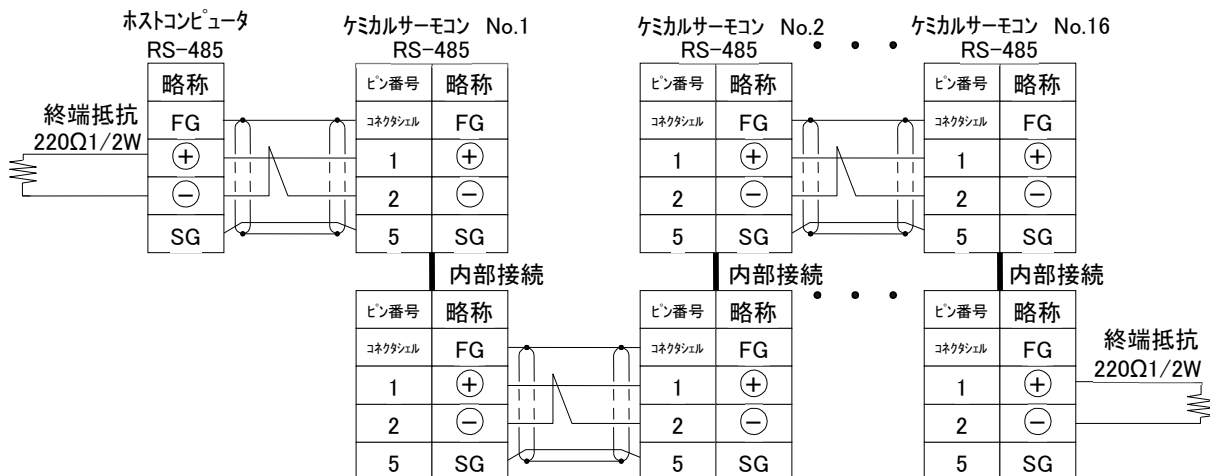 ホストコンピュータ
RS-485
ケミカルサーモコン No.1
RS-485
ケミカルサーモコン No.2
RS-485
ケミカルサーモコン No.16
RS-485
終端抵抗
220Ω1/2W
略称
FG
⊕
⊖
SG
ピン番号 略称
コネクタシェル FG
1 ⊕
2 ⊖
5 SG
ピン番号 略称
コネクタシェル FG
1 ⊕
2 ⊖
5 SG
ピン番号 略称
コネクタシェル FG
1 ⊕
2 ⊖
5 SG
内部接続
内部接続
内部接続
ピン番号 略称
コネクタシェル FG
1 ⊕
2 ⊖
5 SG
ピン番号 略称
コネクタシェル FG
1 ⊕
2 ⊖
5 SG
ピン番号 略称
コネクタシェル FG
1 ⊕
2 ⊖
5 SG
終端抵抗
220Ω1/2W